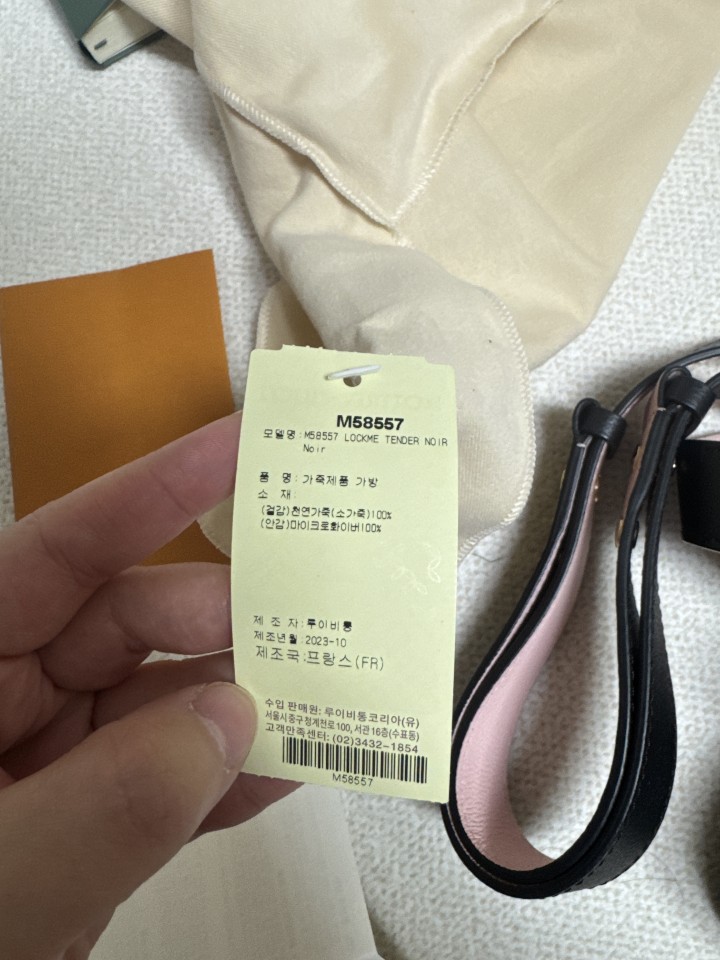 M58557
모델명:M58557 LOCKME TENDER NOIR
Noir
품 명:가죽제품 가방
소 재:
(겉감)천연가죽(소가죽)100%
(안감)마이크로화이버100%
제 조 자:루이비통
제조년월:2023-10
제조국:프랑스(FR)
수입 판매원: 루이비통코리아(유)
서울시중구청계천로100, 서관16층(수표동)
고객만족센터: (02)3432-1854
M58557